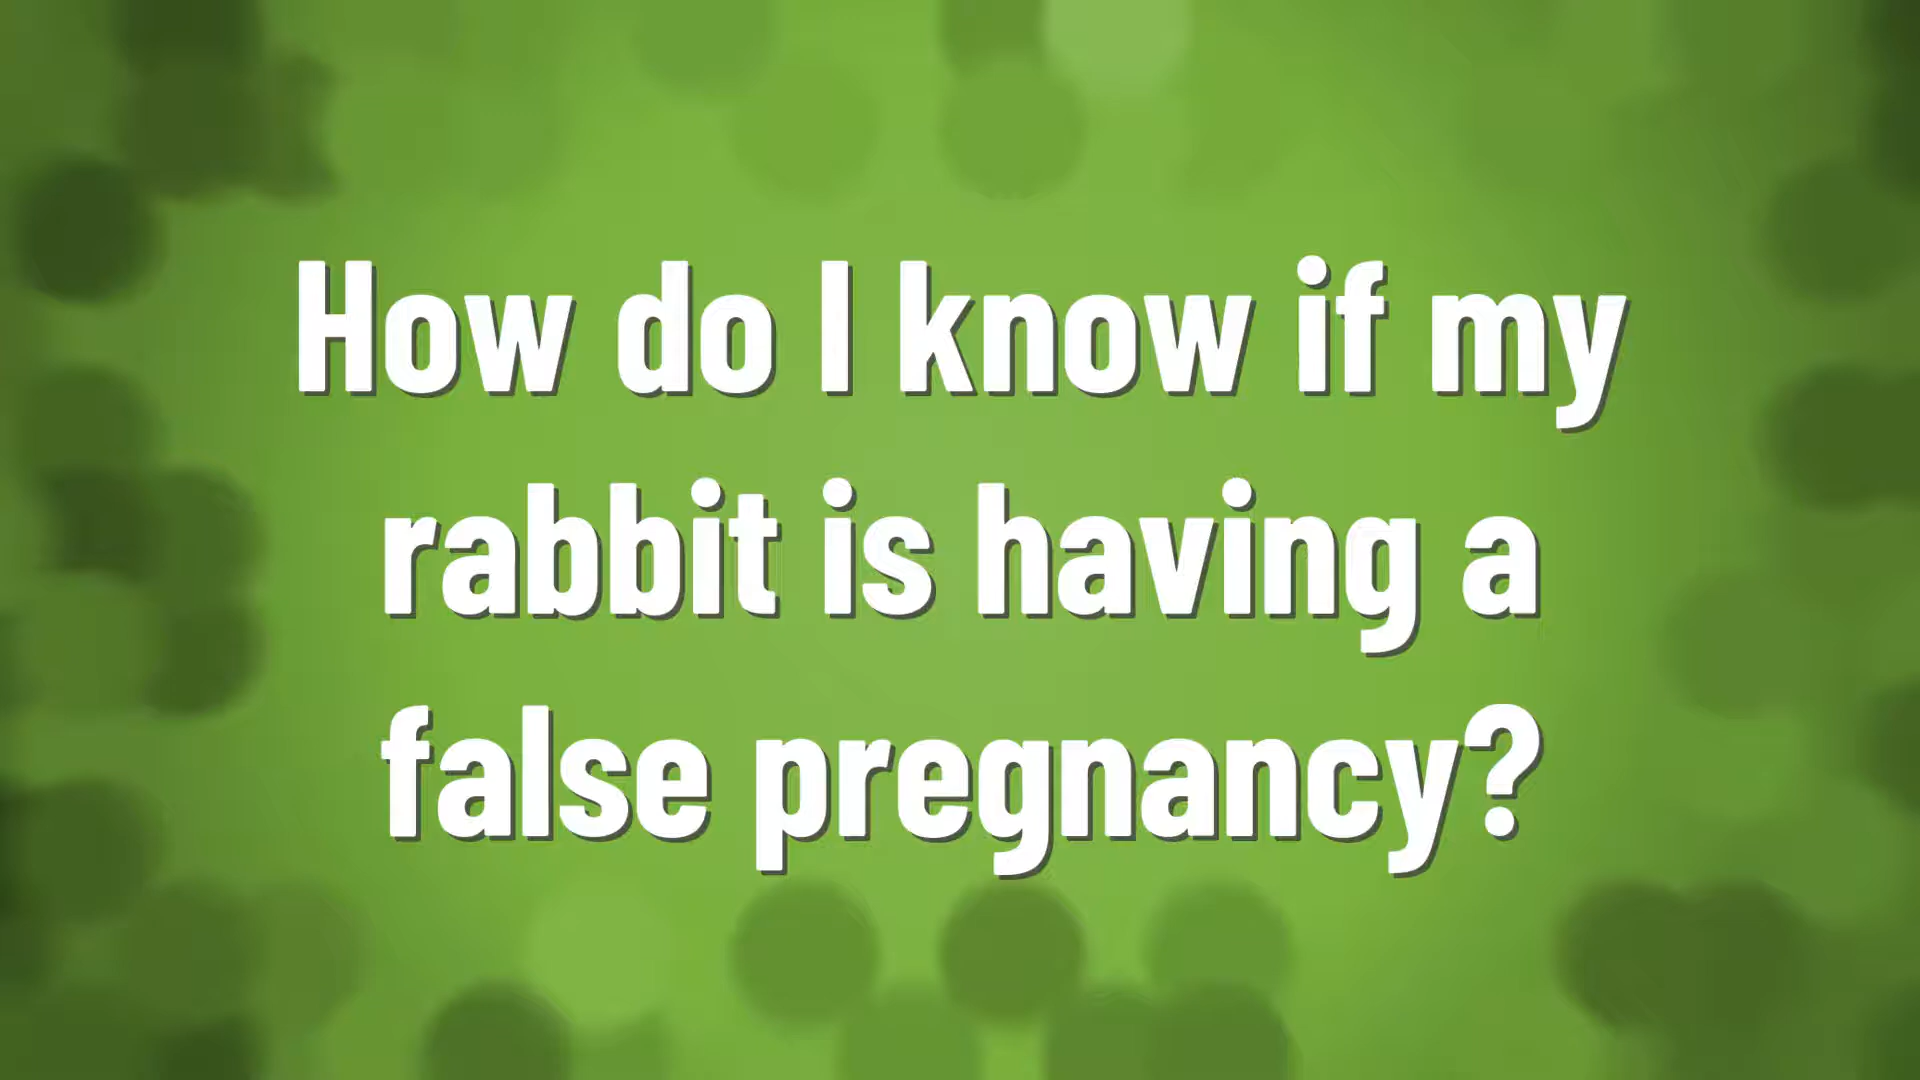 How do I know if my
rabbit is having a
false pregnancy?